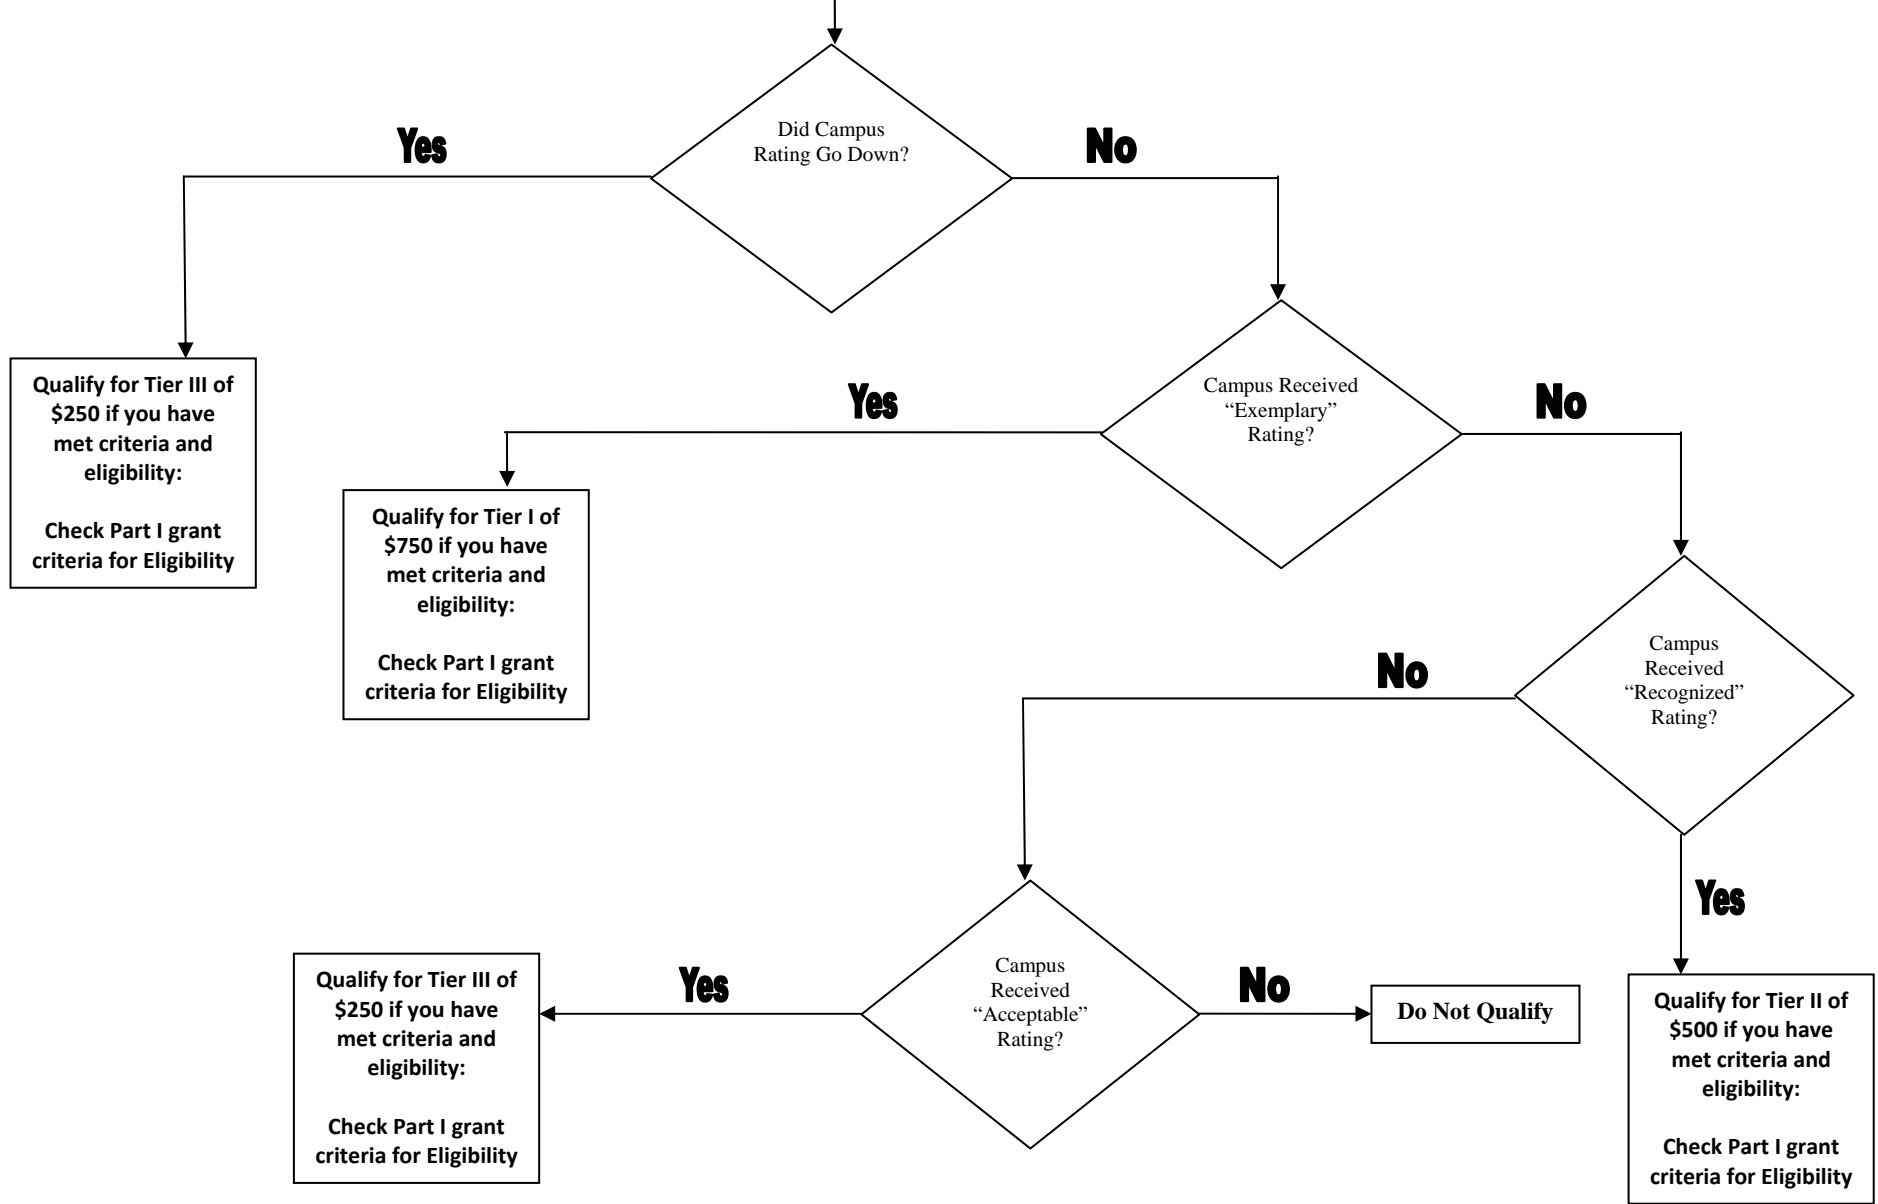 Did Campus
Rating Go Down?
Yes
No
Qualify for Tier III of
$250 if you have
met criteria and
eligibility:
Check Part I grant
criteria for Eligibility
Campus Received
“Exemplary”
Rating?
Yes
No
Qualify for Tier I of
$750 if you have
met criteria and
eligibility:
Check Part I grant
criteria for Eligibility
Campus
Received
“Recognized”
Rating?
No
Yes
Campus
Received
“Acceptable”
Rating?
Yes
No
Qualify for Tier III of
$250 if you have
met criteria and
eligibility:
Check Part I grant
criteria for Eligibility
Do Not Qualify
Qualify for Tier II of
$500 if you have
met criteria and
eligibility:
Check Part I grant
criteria for Eligibility